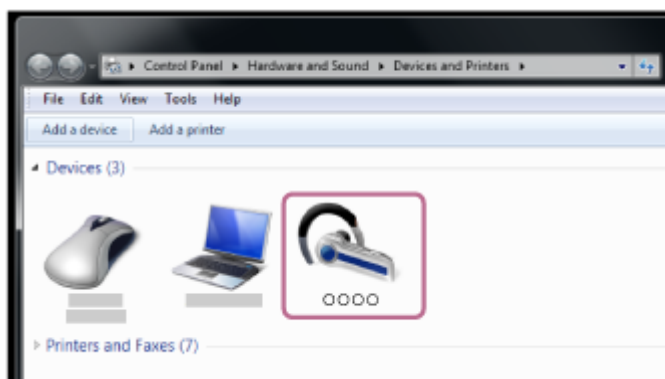 Control Panel ▸ Hardware and Sound ▸ Devices and Printers ▸
File Edit View Tools Help
Add a device Add a printer
Devices (3)
OOOO
Printers and Faxes (7)